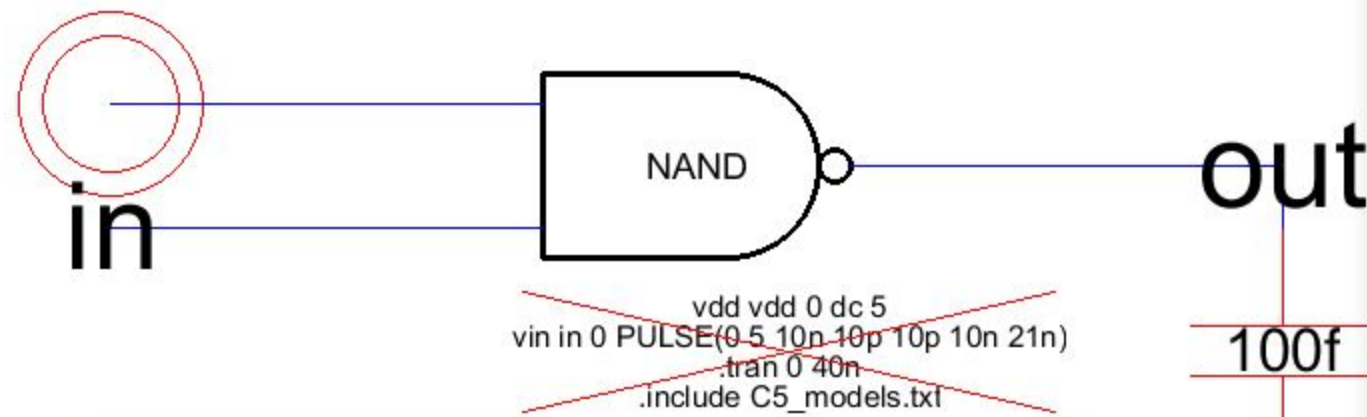 NAND
out
in
vdd vdd 0 dc 5
vin in 0 PULSE(0 5 10n 10p 10p 10n 21n)
.tran 0 40n
.include C5_models.txt
100f